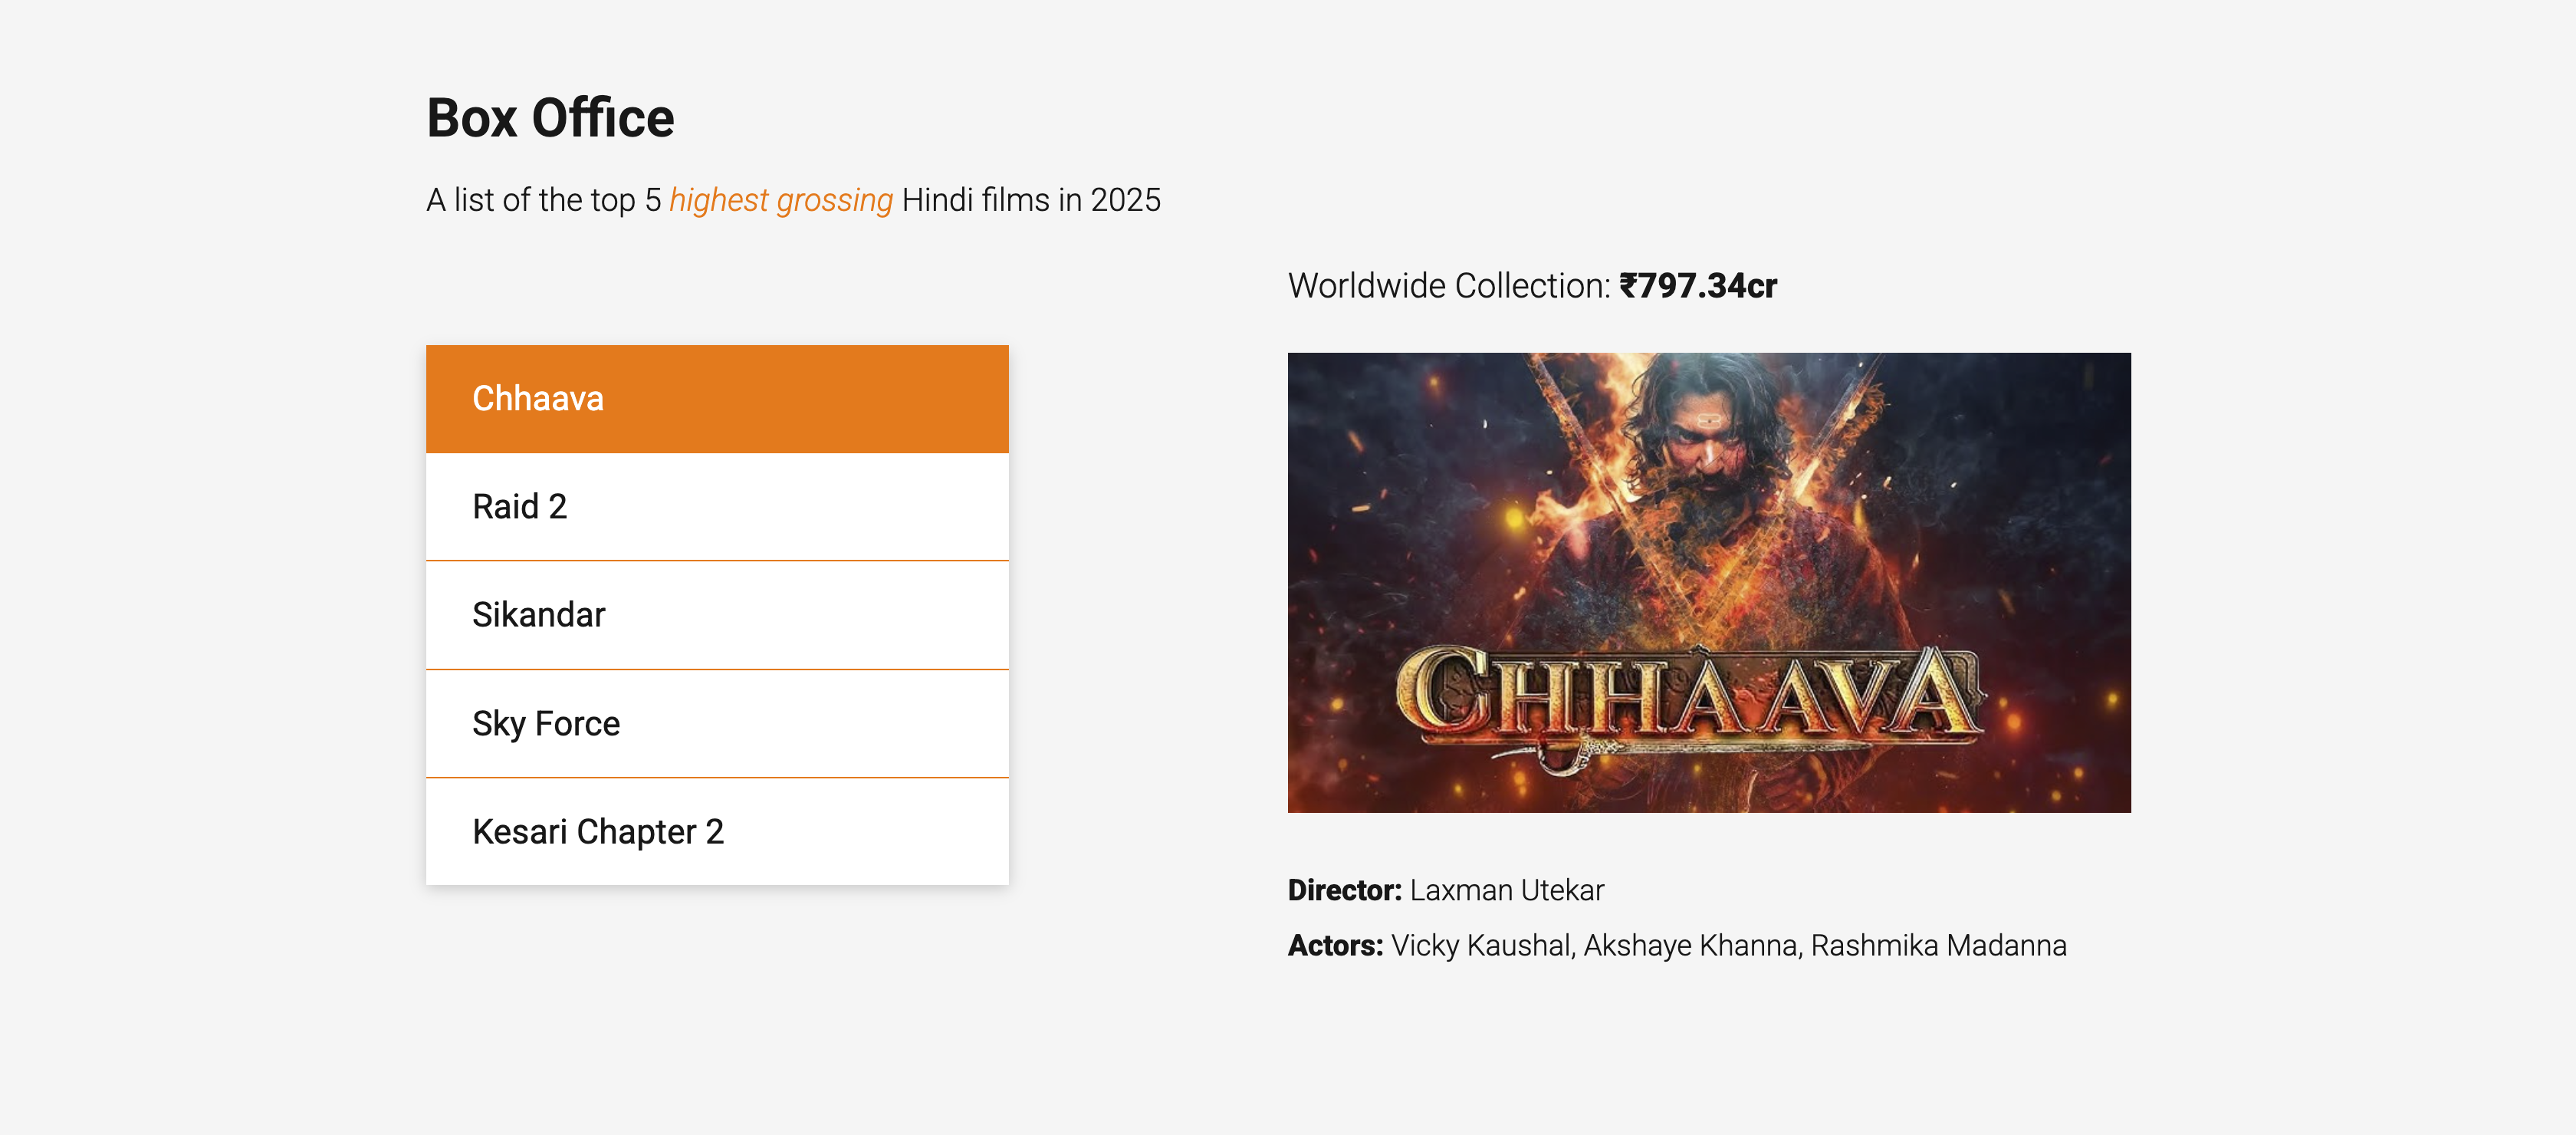 Box Office
A list of the top 5 highest grossing Hindi films in 2025
Chhaava
Raid 2
Sikandar
Sky Force
Kesari Chapter 2
Worldwide Collection: ₹797.34cr
CHHAAVA
Director: Laxman Utekar
Actors: Vicky Kaushal, Akshaye Khanna, Rashmika Madanna